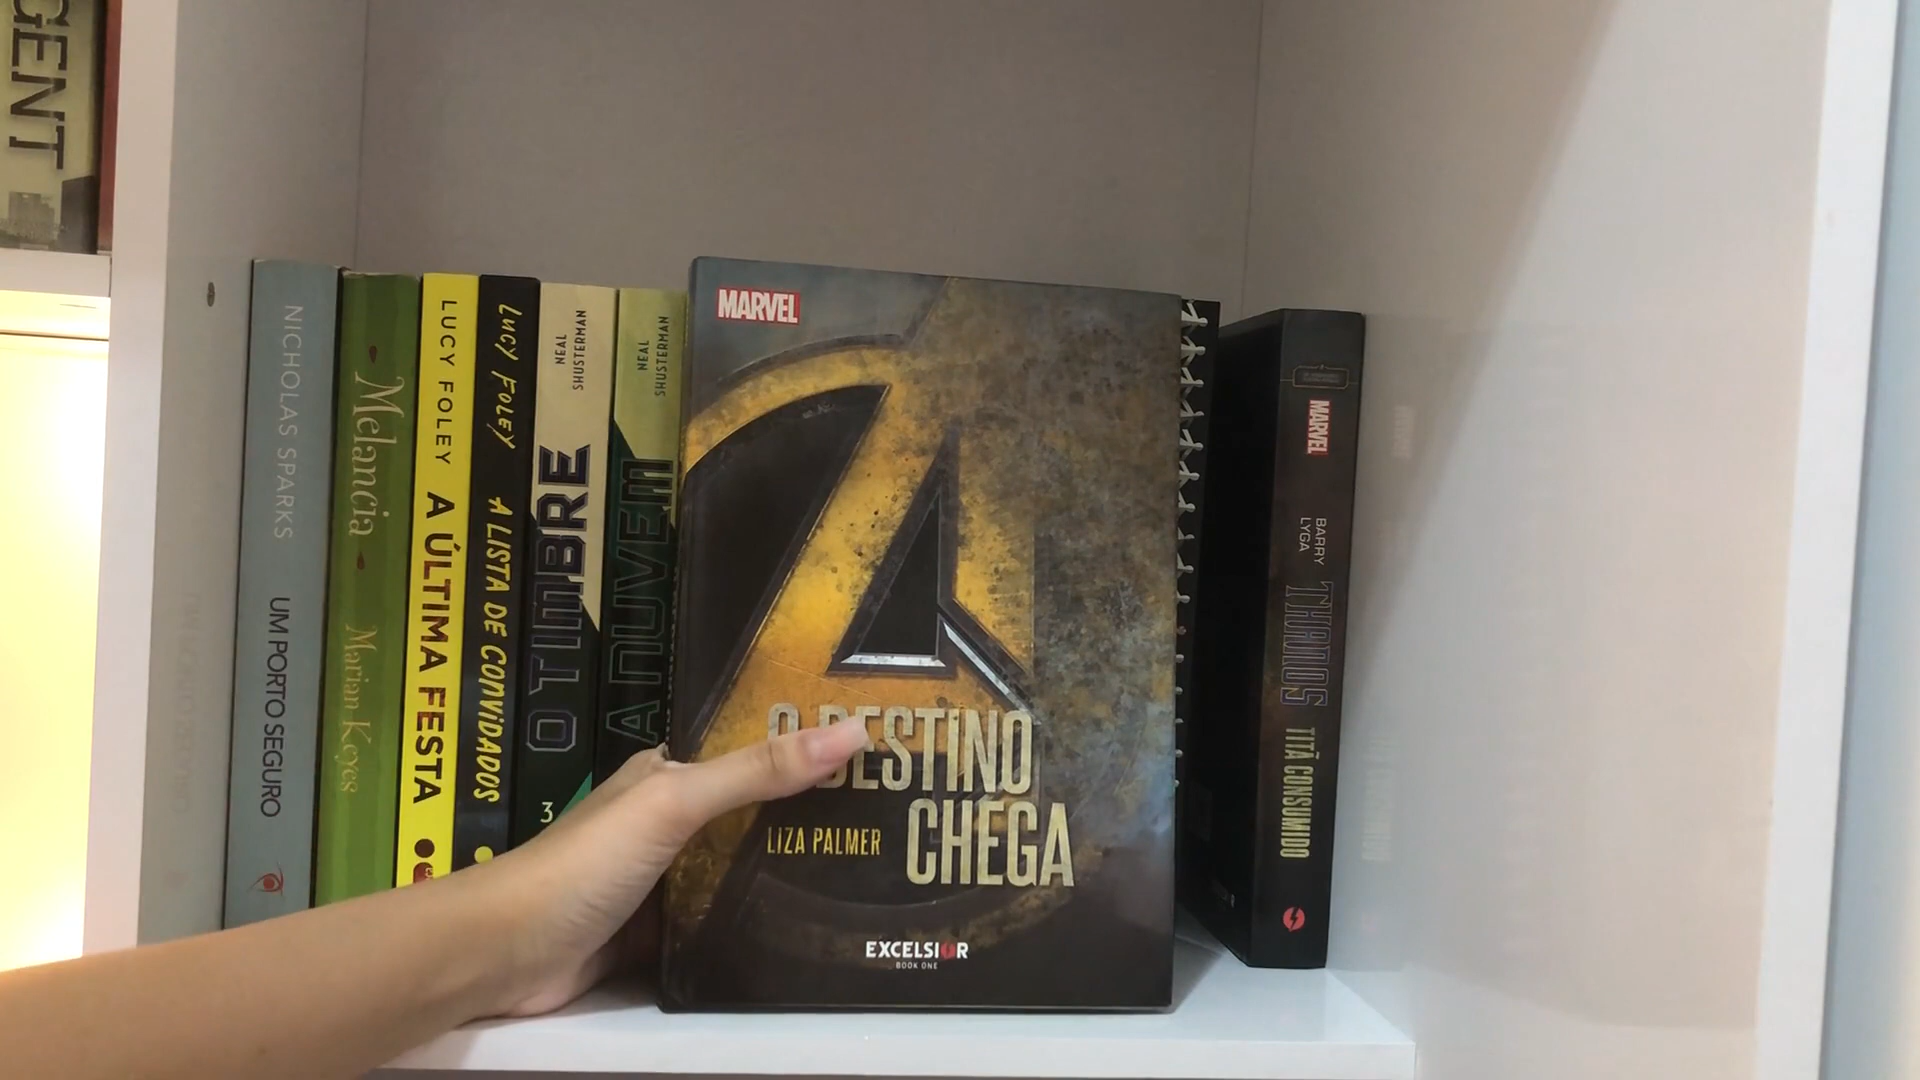 GENT
NICHOLAS SPARKS
UM PORTO SEGURO
Melancia
Marian Keyes
LUCY FOLEY
A ÚLTIMA FESTA
LUCY FOLEY
A LISTA DE CONVIDADOS
NEAL
SHUSTERMAN
O TIMBRE
3
NEAL
SHUSTERMAN
A NUVEM
MARVEL
O DESTINO
CHEGA
LIZA PALMER
EXCELSIOR
BOOK ONE
MARVEL
BARRY
LYGA
THANOS
TITÃ CONSUMIDO